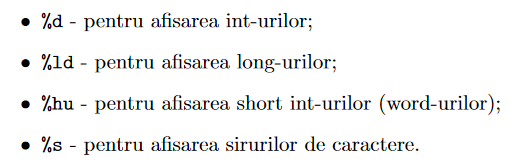 • %d - pentru afisarea int-urilor;
• %ld - pentru afisarea long-urilor;
• %hu - pentru afisarea short int-urilor (word-urilor);
• %s - pentru afisarea sirurilor de caractere.